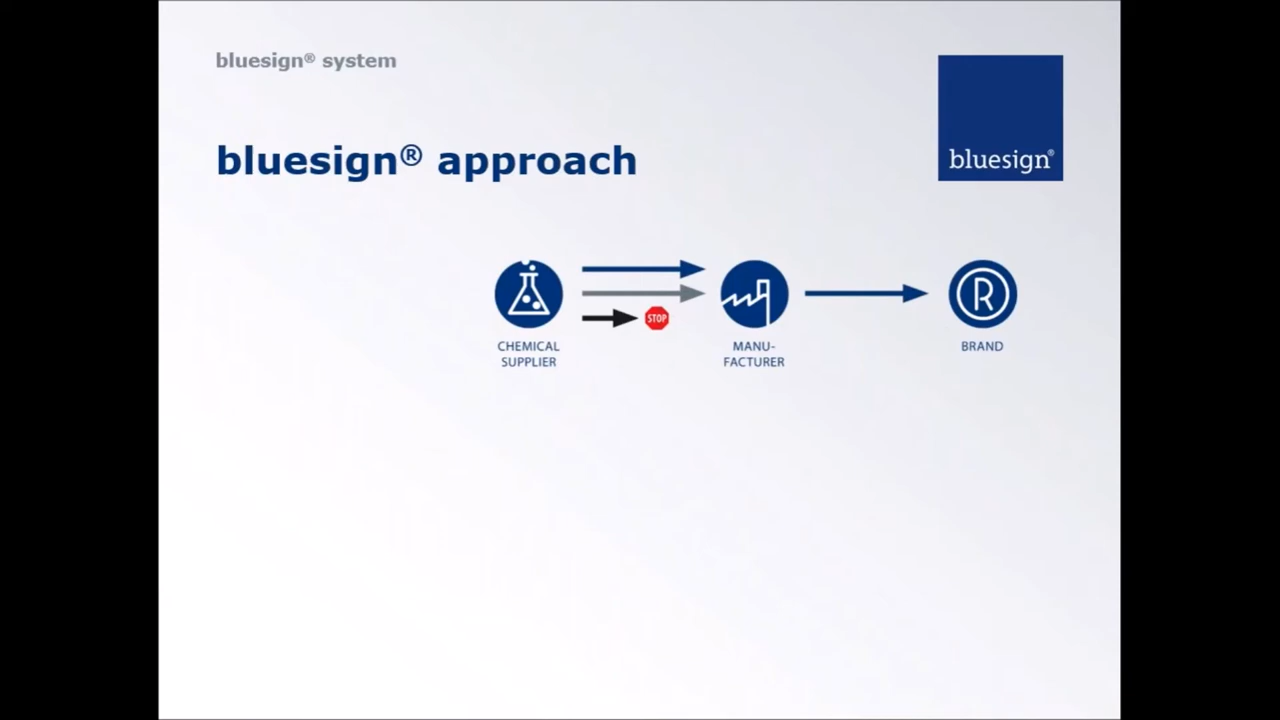 bluesign® system
bluesign® approach
bluesign®
STOP
CHEMICAL
SUPPLIER
MANU-
FACTURER
R
BRAND